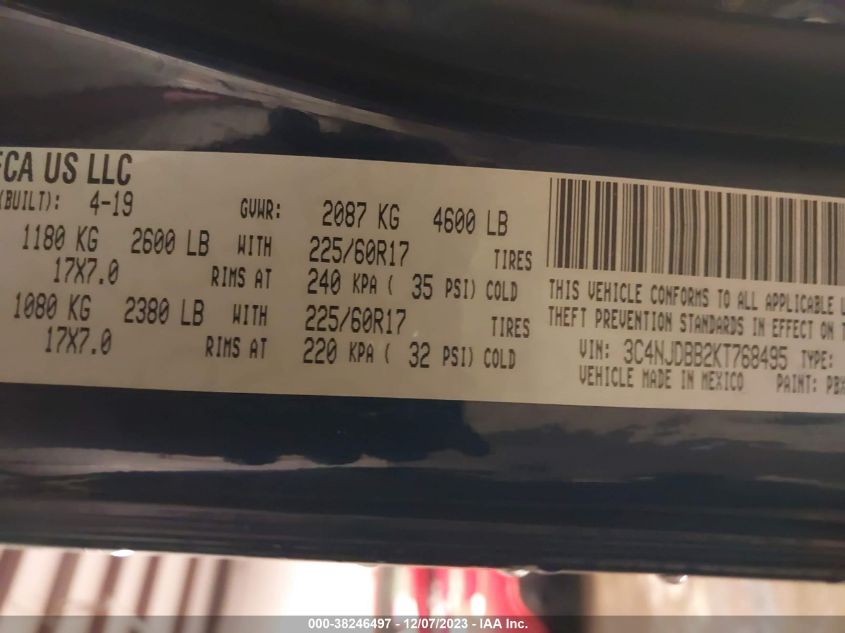 FCA US LLC
(BUILT): 4-19 GVWR: 2087 KG 4600 LB
1180 KG 2600 LB WITH 225/60R17 TIRES
17X7.0 RIMS AT 240 KPA ( 35 PSI) COLD
1080 KG 2380 LB WITH 225/60R17 TIRES
17X7.0 RIMS AT 220 KPA ( 32 PSI) COLD
THIS VEHICLE CONFORMS TO ALL APPLICABLE U
THEFT PREVENTION STANDARDS IN EFFECT ON T
VIN: 3C4NJDBB2KT768495 TYPE:
VEHICLE MADE IN MEXICO PAINT: PBX
000-38246497 - 12/07/2023 - IAA Inc.